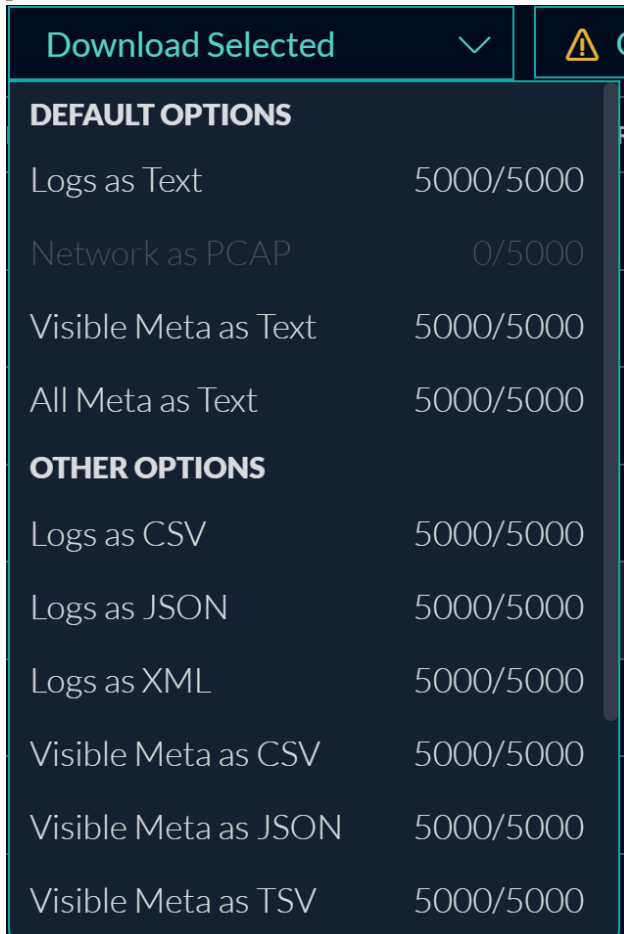 Download Selected
DEFAULT OPTIONS
Logs as Text 5000/5000
Network as PCAP 0/5000
Visible Meta as Text 5000/5000
All Meta as Text 5000/5000
OTHER OPTIONS
Logs as CSV 5000/5000
Logs as JSON 5000/5000
Logs as XML 5000/5000
Visible Meta as CSV 5000/5000
Visible Meta as JSON 5000/5000
Visible Meta as TSV 5000/5000